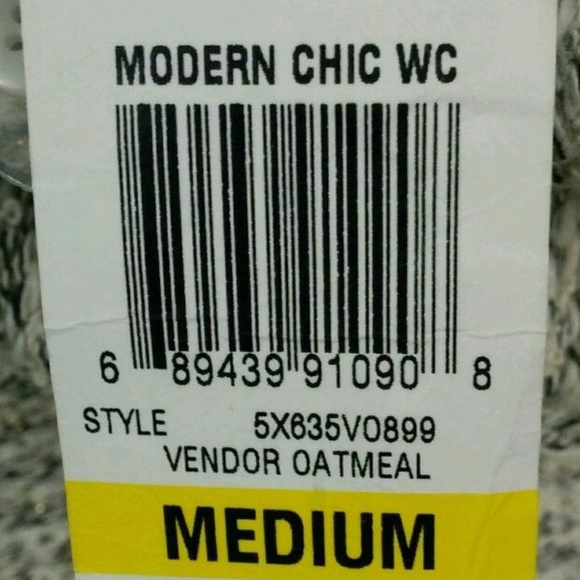 MODERN CHIC WC
6 89439 91090 8
STYLE 5X635V0899
VENDOR OATMEAL
MEDIUM